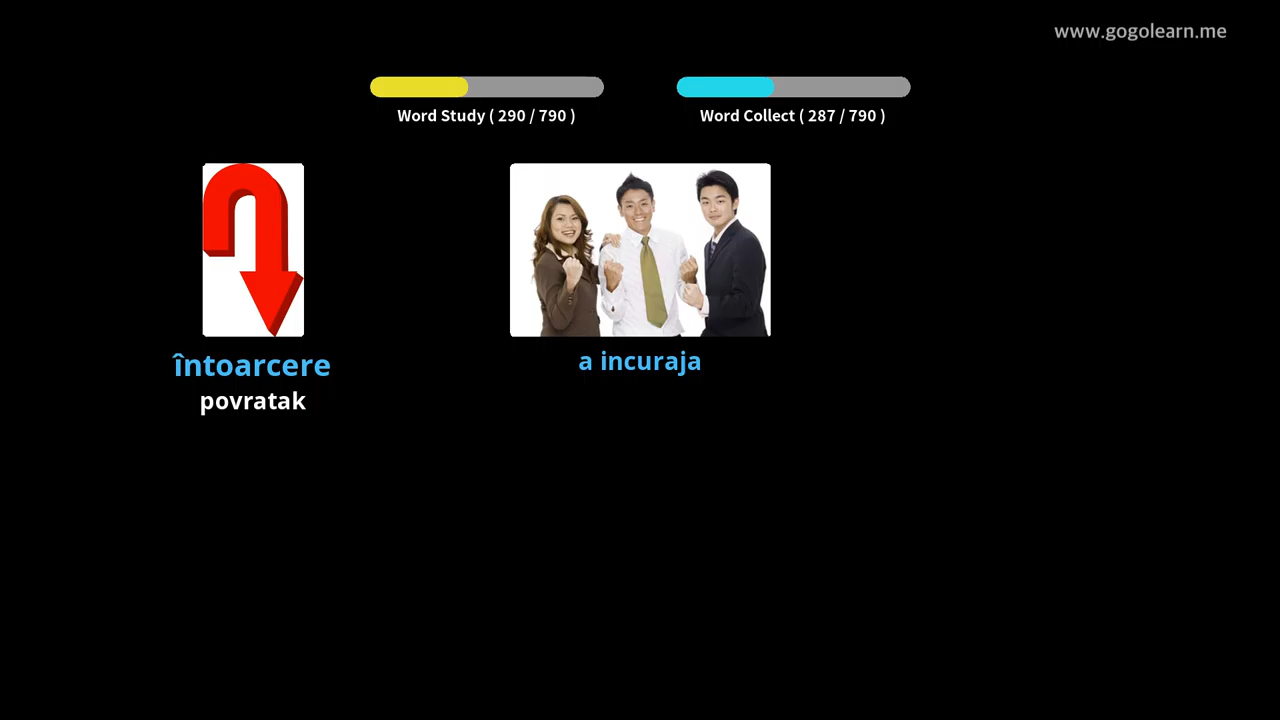 www.gogolearn.me
Word Study ( 290 / 790 )
Word Collect ( 287 / 790 )
întoarcere
povratak
a incuraja